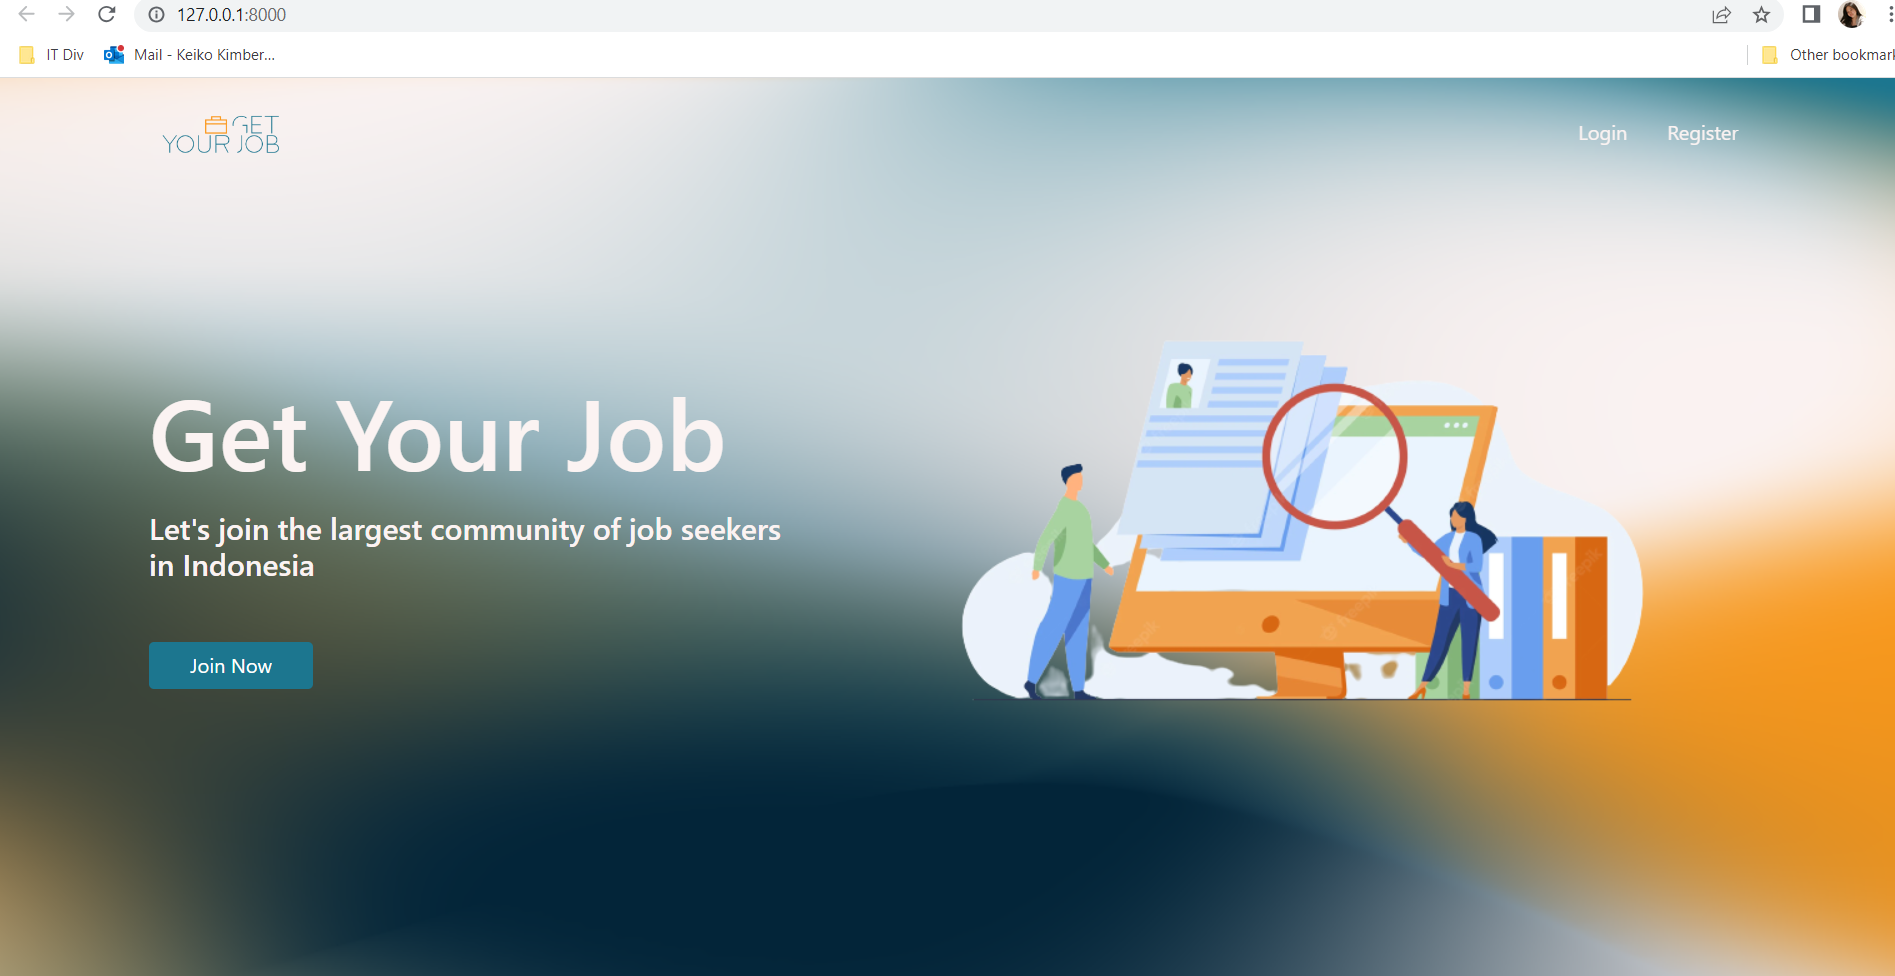 127.0.0.1:8000
IT Div
Mail - Keiko Kimber...
Other bookmark
GET
YOUR JOB
Login
Register
Get Your Job
Let's join the largest community of job seekers
in Indonesia
Join Now